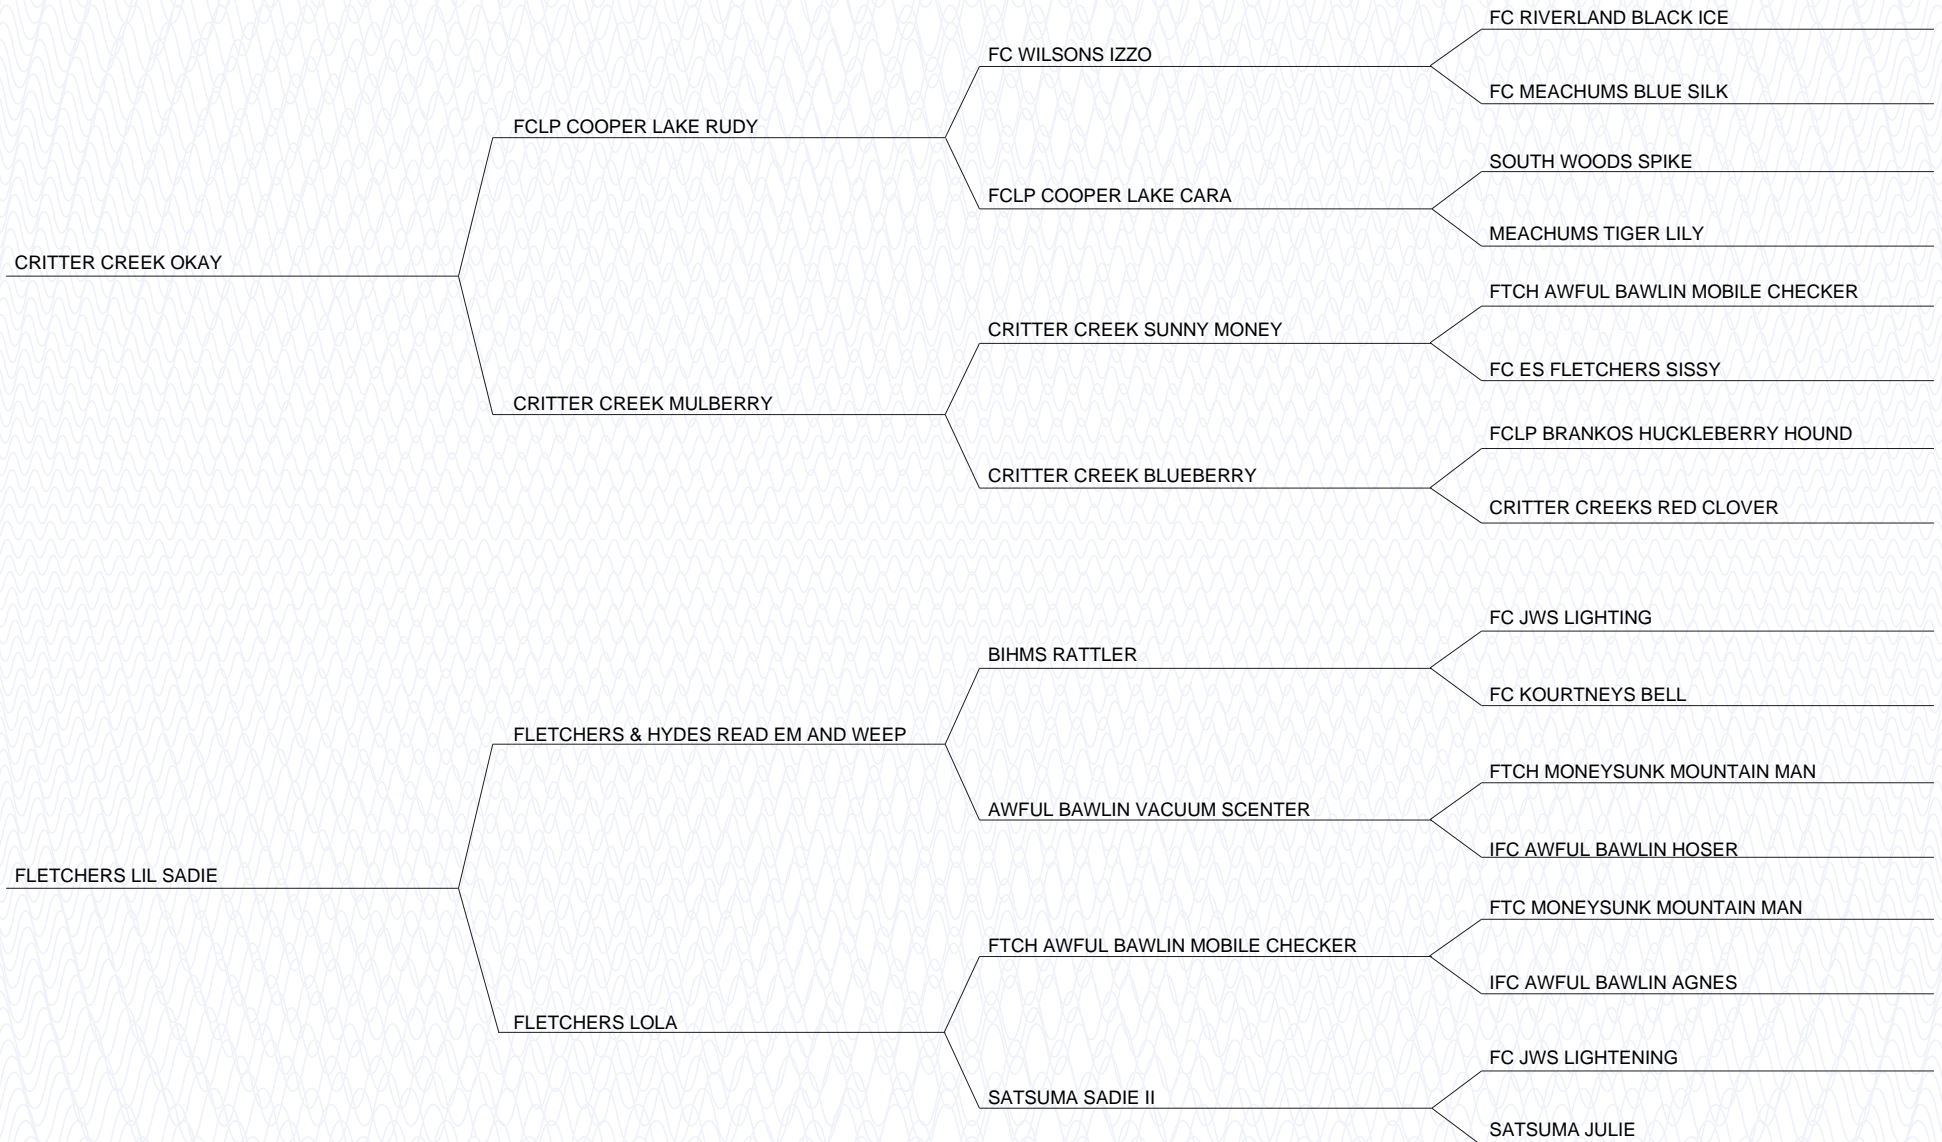 FC RIVERLAND BLACK ICE
FC WILSONS IZZO
FC MEACHUMS BLUE SILK
FCLP COOPER LAKE RUDY
SOUTH WOODS SPIKE
FCLP COOPER LAKE CARA
MEACHUMS TIGER LILY
CRITTER CREEK OKAY
FTCH AWFUL BAWLIN MOBILE CHECKER
CRITTER CREEK SUNNY MONEY
FC ES FLETCHERS SISSY
CRITTER CREEK MULBERRY
FCLP BRANKOS HUCKLEBERRY HOUND
CRITTER CREEK BLUEBERRY
CRITTER CREEKS RED CLOVER
FC JWS LIGHTING
BIHMS RATTLER
FC KOURTNEYS BELL
FLETCHERS & HYDES READ EM AND WEEP
FTCH MONEYSUNK MOUNTAIN MAN
AWFUL BAWLIN VACUUM SCENTER
IFC AWFUL BAWLIN HOSER
FLETCHERS LIL SADIE
FTC MONEYSUNK MOUNTAIN MAN
FTCH AWFUL BAWLIN MOBILE CHECKER
IFC AWFUL BAWLIN AGNES
FLETCHERS LOLA
FC JWS LIGHTENING
SATSUMA SADIE II
SATSUMA JULIE